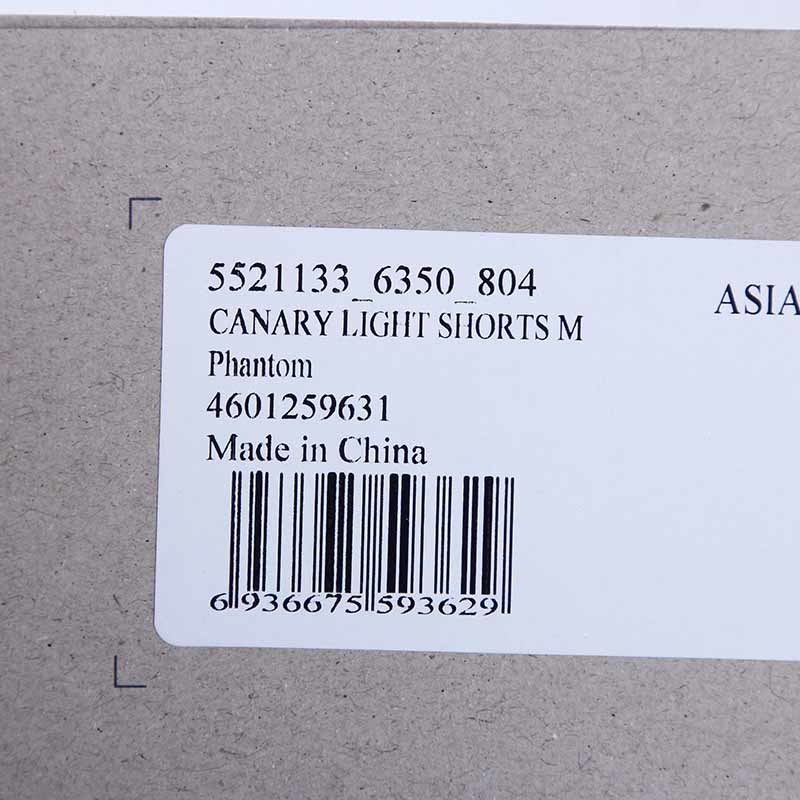 5521133_6350_804
ASIA
CANARY LIGHT SHORTS M
Phantom
4601259631
Made in China
6 936675 593629